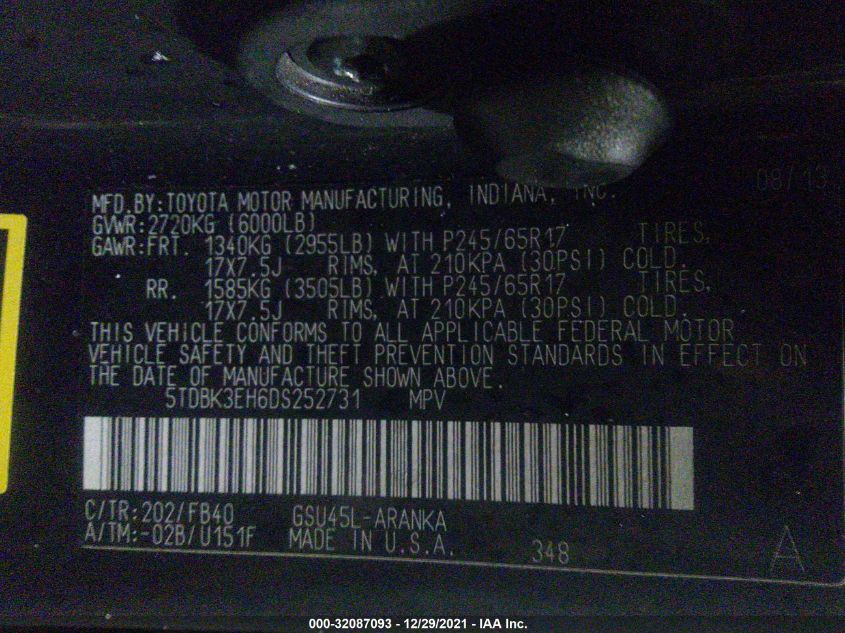 08/13
MFD.BY:TOYOTA MOTOR MANUFACTURING, INDIANA, INC.
GVWR:2720KG (6000LB)
GAWR:FRT. 1340KG (2955LB) WITH P245/65R17 TIRES,
17X7.5J RIMS, AT 210KPA (30PSI) COLD.
RR. 1585KG (3505LB) WITH P245/65R17 TIRES,
17X7.5J RIMS, AT 210KPA (30PSI) COLD.
THIS VEHICLE CONFORMS TO ALL APPLICABLE FEDERAL MOTOR
VEHICLE SAFETY AND THEFT PREVENTION STANDARDS IN EFFECT ON
THE DATE OF MANUFACTURE SHOWN ABOVE.
5TDBK3EH6DS252731 MPV
C/TR:202/FB40 GSU45L-ARANKA
A/TM:-02B/U151F MADE IN U.S.A. 348 A
000-32087093 - 12/29/2021 - IAA Inc.